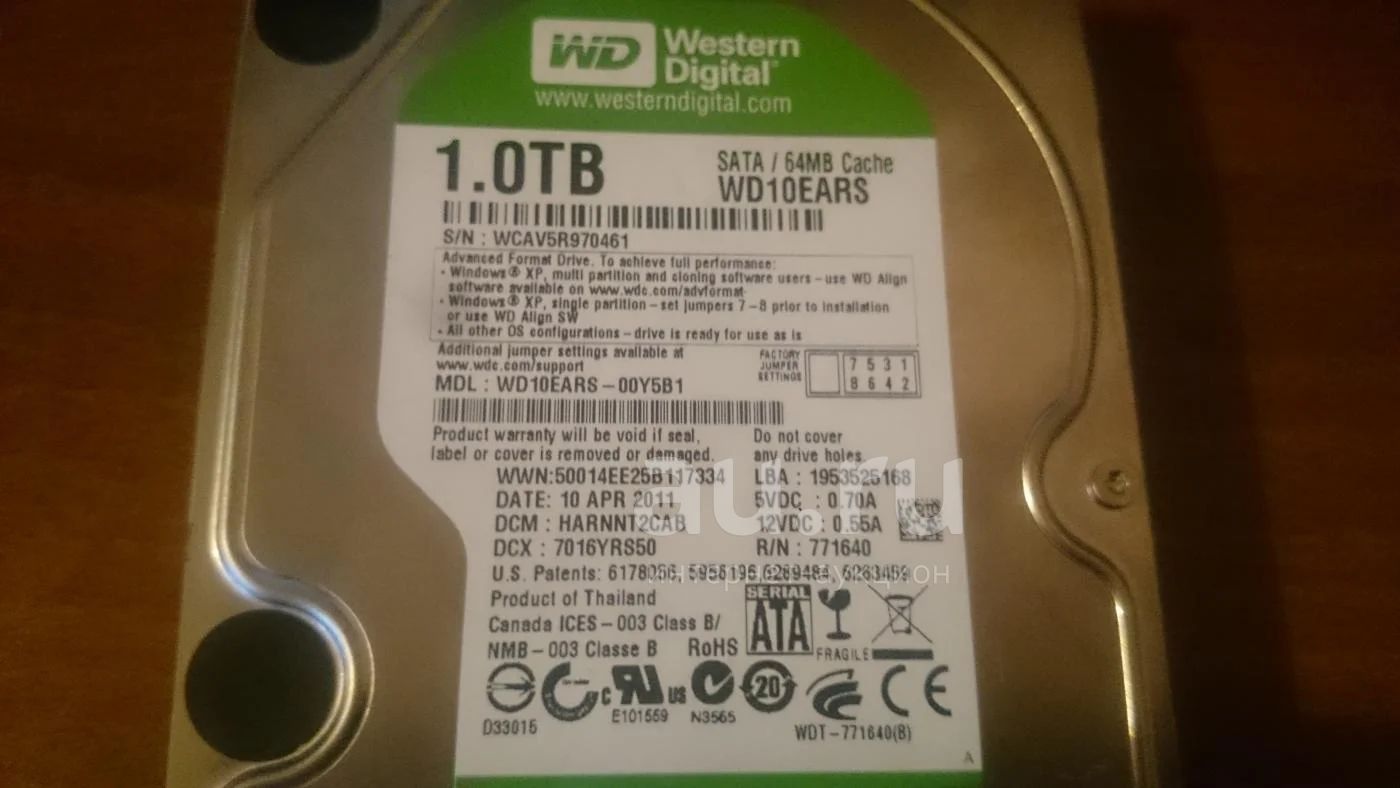 WD Western Digital
www.westerndigital.com
1.0TB
SATA / 64MB Cache
WD10EARS
S/N : WCAV5R970461
Advanced Format Drive. To achieve full performance:
- Windows® XP, multi partition and cloning software users – use WD Align
software available on www.wdc.com/advformat
- Windows® XP, single partition – set jumpers 7 – 8 prior to installation
or use WD Align SW
- All other OS configurations – drive is ready for use as is
Additional jumper settings available at
www.wdc.com/support
FACTORY
JUMPER
SETTINGS
7 5 3 1
8 6 4 2
MDL : WD10EARS – 00Y5B1
Product warranty will be void if seal,
label or cover is removed or damaged.
Do not cover
any drive holes.
WWN:50014EE25B117334
LBA : 1953525168
DATE: 10 APR 2011
5VDC : 0.70A
DCM : HARNNT2CAB
12VDC : 0.55A
DCX : 7016YRS50
R/N : 771640
au.ru
интернет-аукцион
U.S. Patents: 6178056, 5956196, 6289484, 6263459
Product of Thailand
Canada ICES – 003 Class B/
NMB – 003 Classe B
RoHS
SERIAL
ATA
FRAGILE
C US
20
CE
D33015
E101559
N3565
WDT – 771640(B)
A